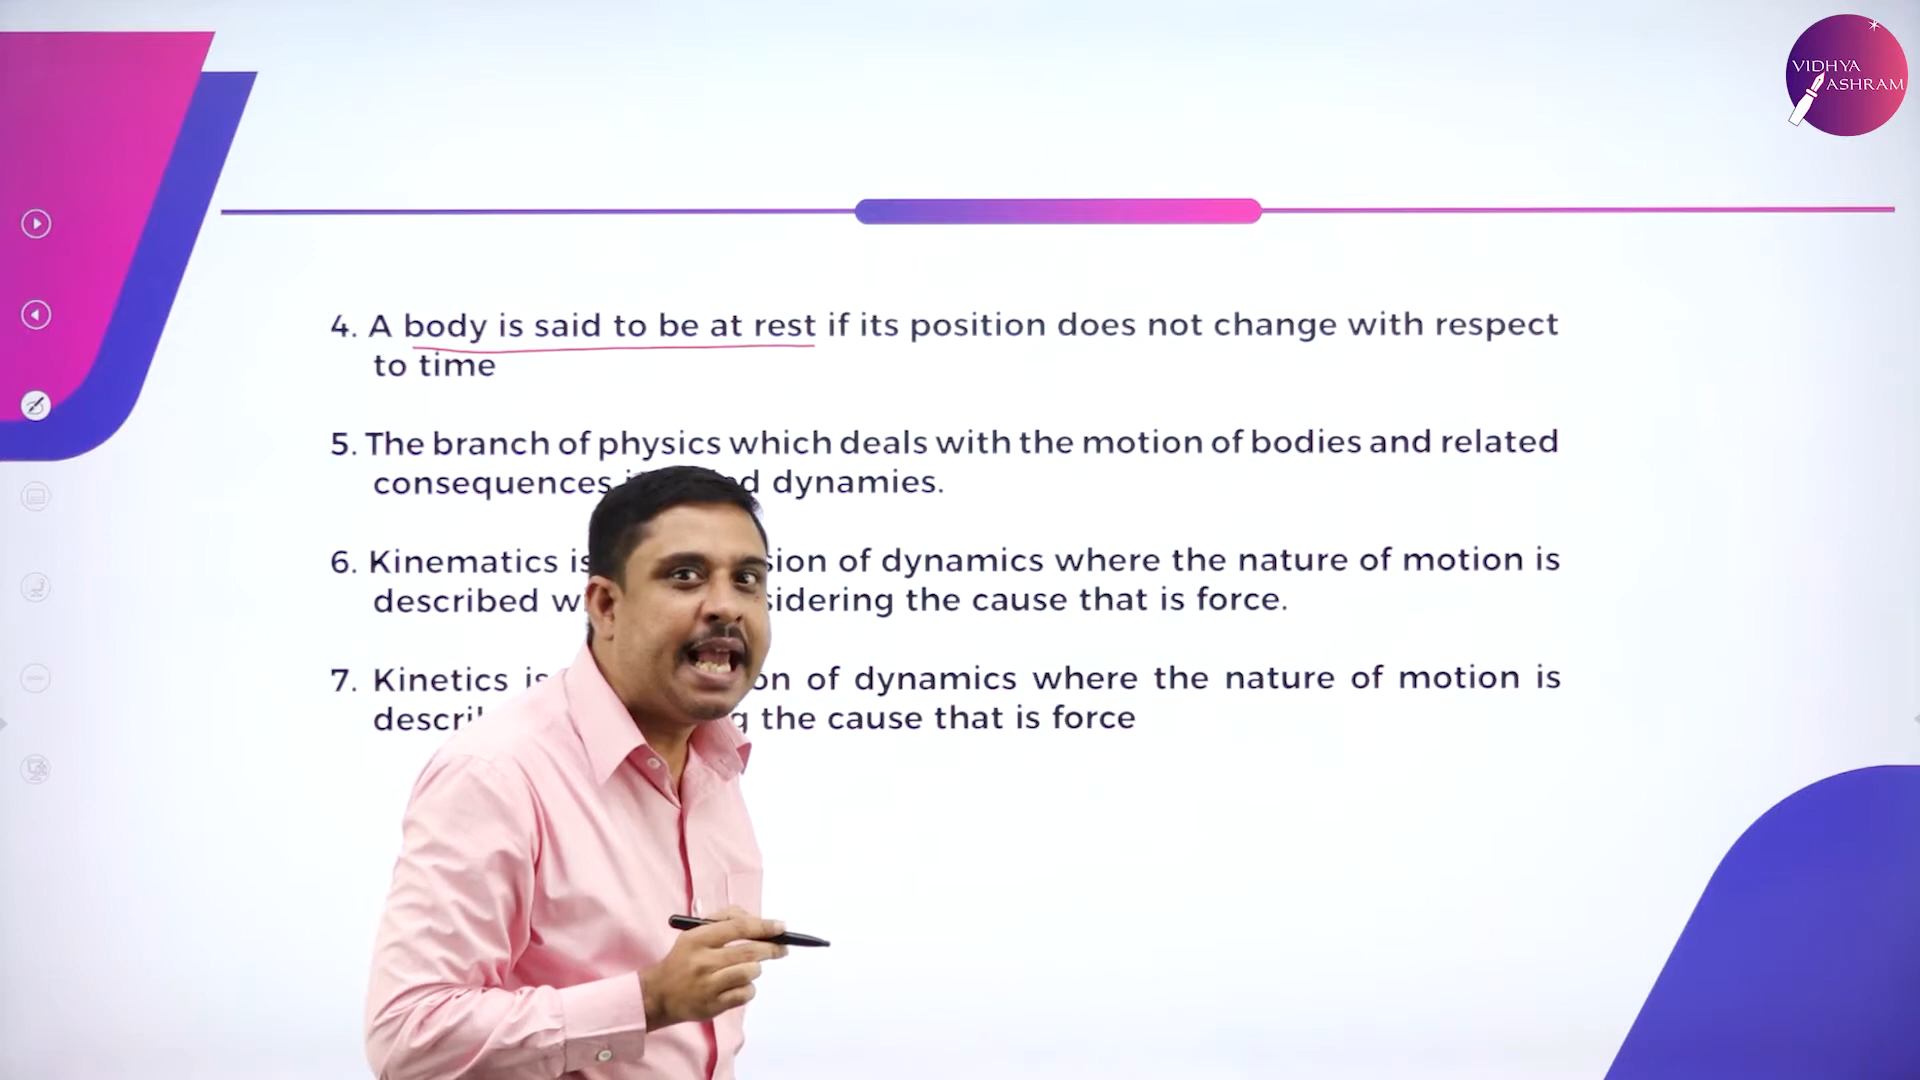 VIDHYA
ASHRAM
4. A body is said to be at rest if its position does not change with respect
to time
5. The branch of physics which deals with the motion of bodies and related
consequences dynamies.
6. Kinematics is of dynamics where the nature of motion is
described the cause that is force.
7. Kinetics is of dynamics where the nature of motion is
the cause that is force